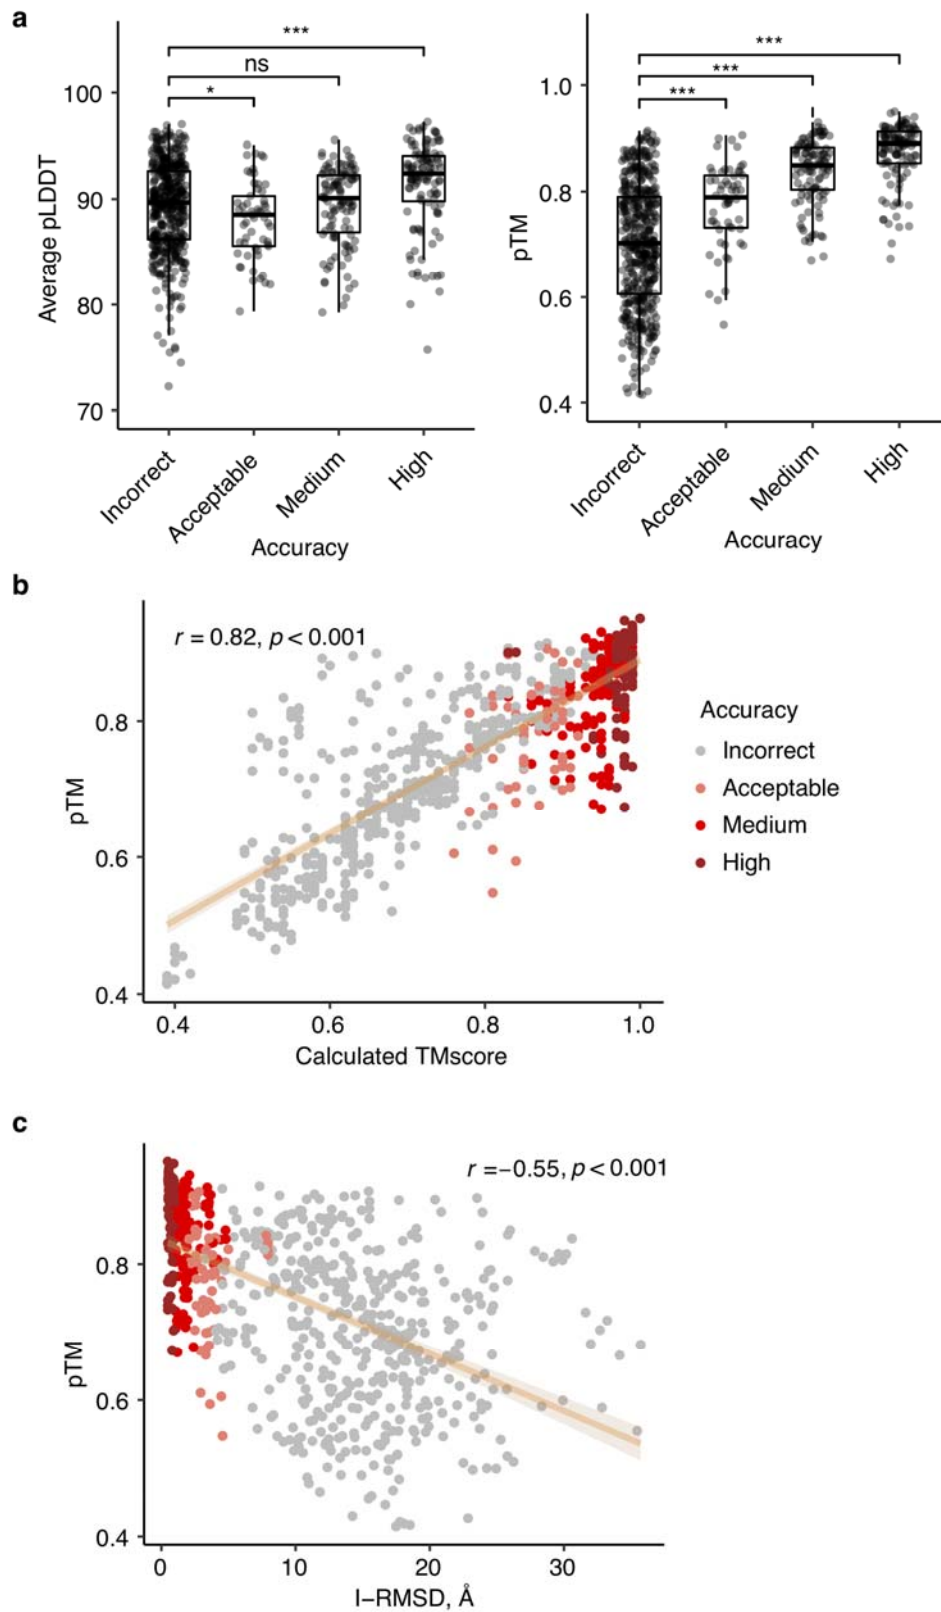 a
***
ns
*
100
90
80
70
Average pLDDT
Incorrect
Acceptable
Medium
High
Accuracy
***
***
***
1.0
0.8
0.6
0.4
pTM
Incorrect
Acceptable
Medium
High
Accuracy
b
r = 0.82, p < 0.001
0.8
0.6
0.4
pTM
0.4 0.6 0.8 1.0
Calculated TMscore
Accuracy
Incorrect
Acceptable
Medium
High
c
r =−0.55, p < 0.001
0.8
0.6
0.4
pTM
0 10 20 30
I−RMSD, Å